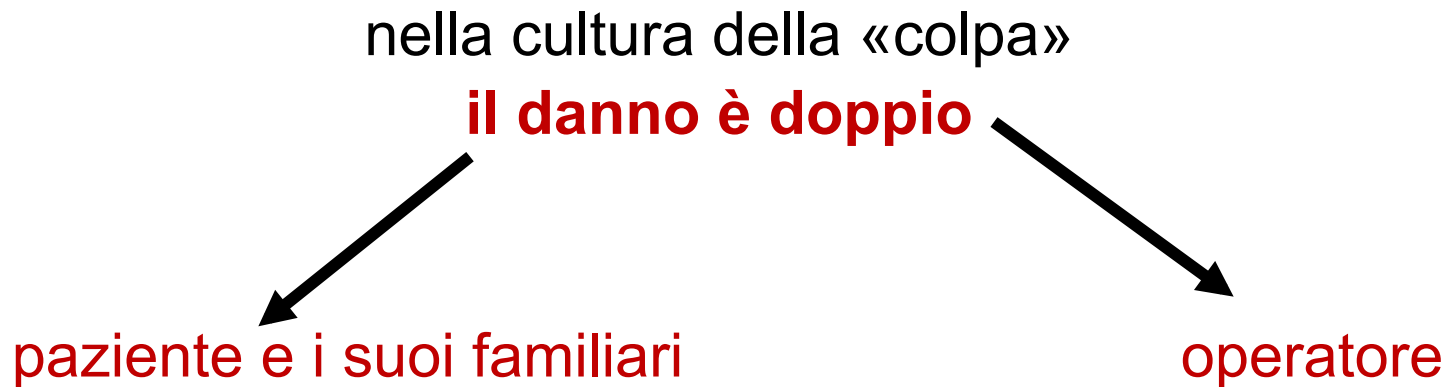 nella cultura della «colpa»
il danno è doppio
paziente e i suoi familiari
operatore